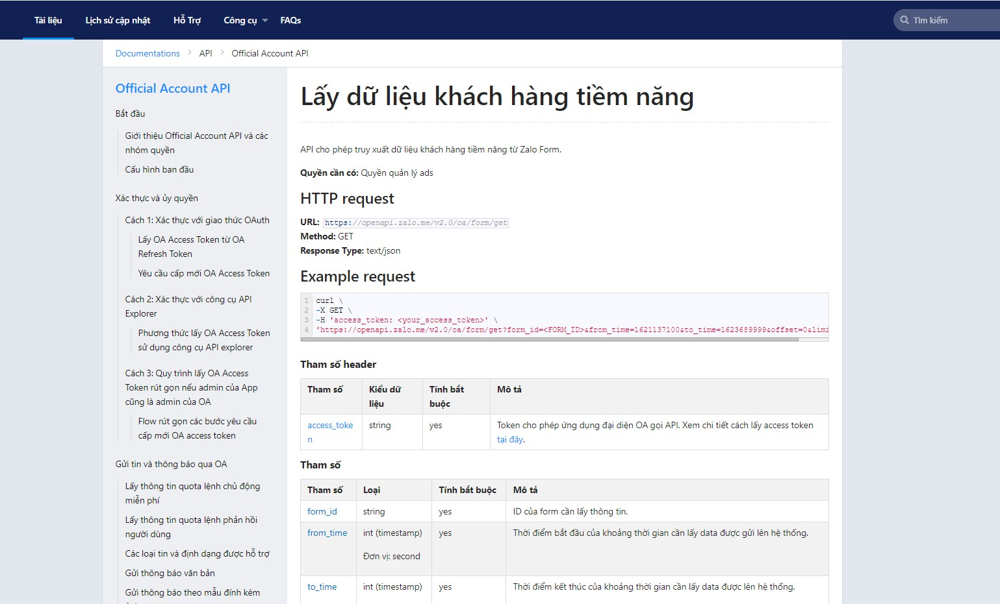 Tài liệu
Lịch sử cập nhật
Hỗ Trợ
Công cụ
FAQs
Tìm kiếm
Documentations > API > Official Account API
Official Account API
Bắt đầu
Giới thiệu Official Account API và các
nhóm quyền
Cấu hình ban đầu
Xác thực và ủy quyền
Cách 1: Xác thực với giao thức OAuth
Lấy OA Access Token từ OA
Refresh Token
Yêu cầu cấp mới OA Access Token
Cách 2: Xác thực với công cụ API
Explorer
Phương thức lấy OA Access Token
sử dụng công cụ API explorer
Cách 3: Quy trình lấy OA Access
Token rút gọn nếu admin của App
cũng là admin của OA
Flow rút gọn các bước yêu cầu
cấp mới OA access token
Gửi tin và thông báo qua OA
Lấy thông tin quota lệnh chủ động
miễn phí
Lấy thông tin quota lệnh phản hồi
người dùng
Các loại tin và định dạng được hỗ trợ
Gửi thông báo văn bản
Gửi thông báo theo mẫu đính kèm
Lấy dữ liệu khách hàng tiềm năng
API cho phép truy xuất dữ liệu khách hàng tiềm năng từ Zalo Form.
Quyền cần có: Quyền quản lý ads
HTTP request
URL: https://openapi.zalo.me/v2.0/oa/form/get
Method: GET
Response Type: text/json
Example request
1 curl \
2 -X GET \
3 -H 'access_token: <your_access_token>' \
4 'https://openapi.zalo.me/v2.0/oa/form/get?form_id=<FORM_ID>&from_time=1621137100&to_time=1623689999&offset=0&limi
Tham số header
Tham số
Kiểu dữ
liệu
Tính bắt
buộc
Mô tả
access_toke
n
string
yes
Token cho phép ứng dụng đại diện OA gọi API. Xem chi tiết cách lấy access token
tại đây.
Tham số
Tham số
Loại
Tính bắt buộc
Mô tả
form_id
string
yes
ID của form cần lấy thông tin.
from_time
int (timestamp)
Đơn vị: second
yes
Thời điểm bắt đầu của khoảng thời gian cần lấy data được gửi lên hệ thống.
to_time
int (timestamp)
yes
Thời điểm kết thúc của khoảng thời gian cần lấy data được lên hệ thống.